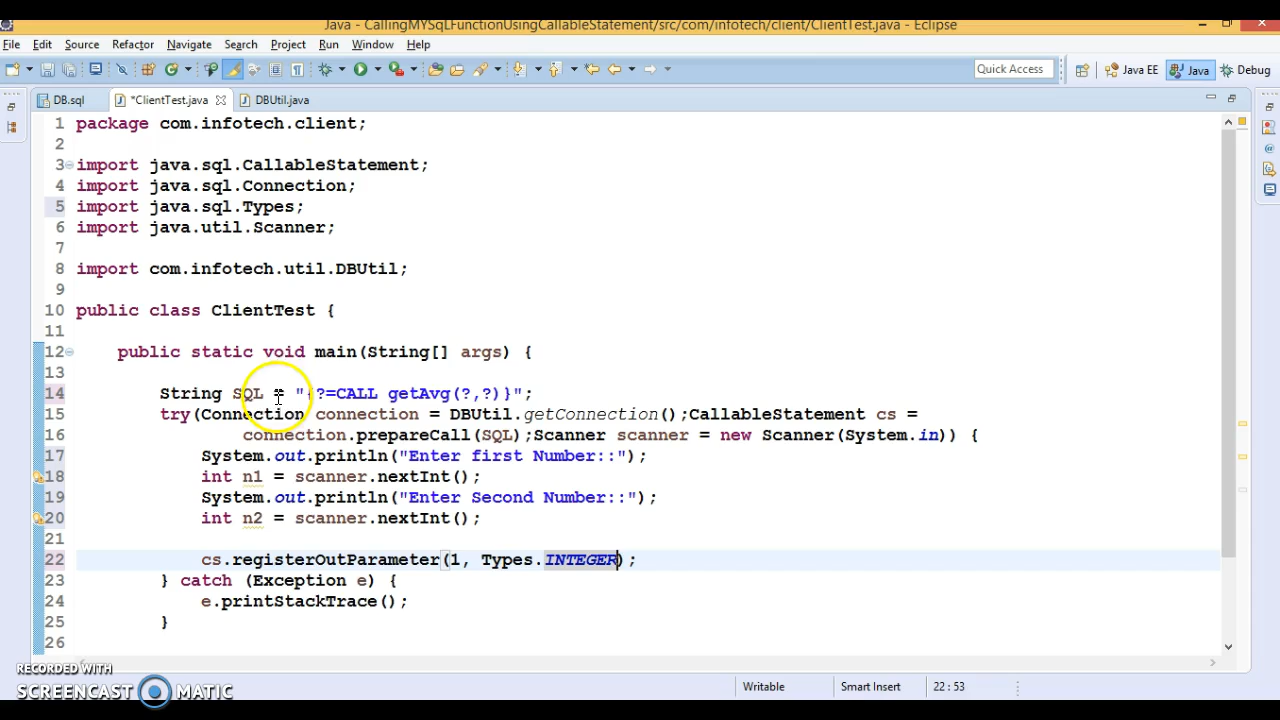 Java - CallingMYSqLFunctionUsingCallableStatement/src/com/infotech/client/ClientTest.java - Eclipse
File Edit Source Refactor Navigate Search Project Run Window Help
Quick Access Java EE Java Debug
DB.sql *ClientTest.java DBUtil.java
1 package com.infotech.client;
2
3 import java.sql.CallableStatement;
4 import java.sql.Connection;
5 import java.sql.Types;
6 import java.util.Scanner;
7
8 import com.infotech.util.DBUtil;
9
10 public class ClientTest {
11
12 public static void main(String[] args) {
13
14 String SQL = "{?=CALL getAvg(?,?)}";
15 try(Connection connection = DBUtil.getConnection();CallableStatement cs =
16 connection.prepareCall(SQL);Scanner scanner = new Scanner(System.in)) {
17 System.out.println("Enter first Number::");
18 int n1 = scanner.nextInt();
19 System.out.println("Enter Second Number::");
20 int n2 = scanner.nextInt();
21
22 cs.registerOutParameter(1, Types.INTEGER);
23 } catch (Exception e) {
24 e.printStackTrace();
25 }
26
RECORDED WITH
SCREENCAST MATIC
Writable Smart Insert 22 : 53